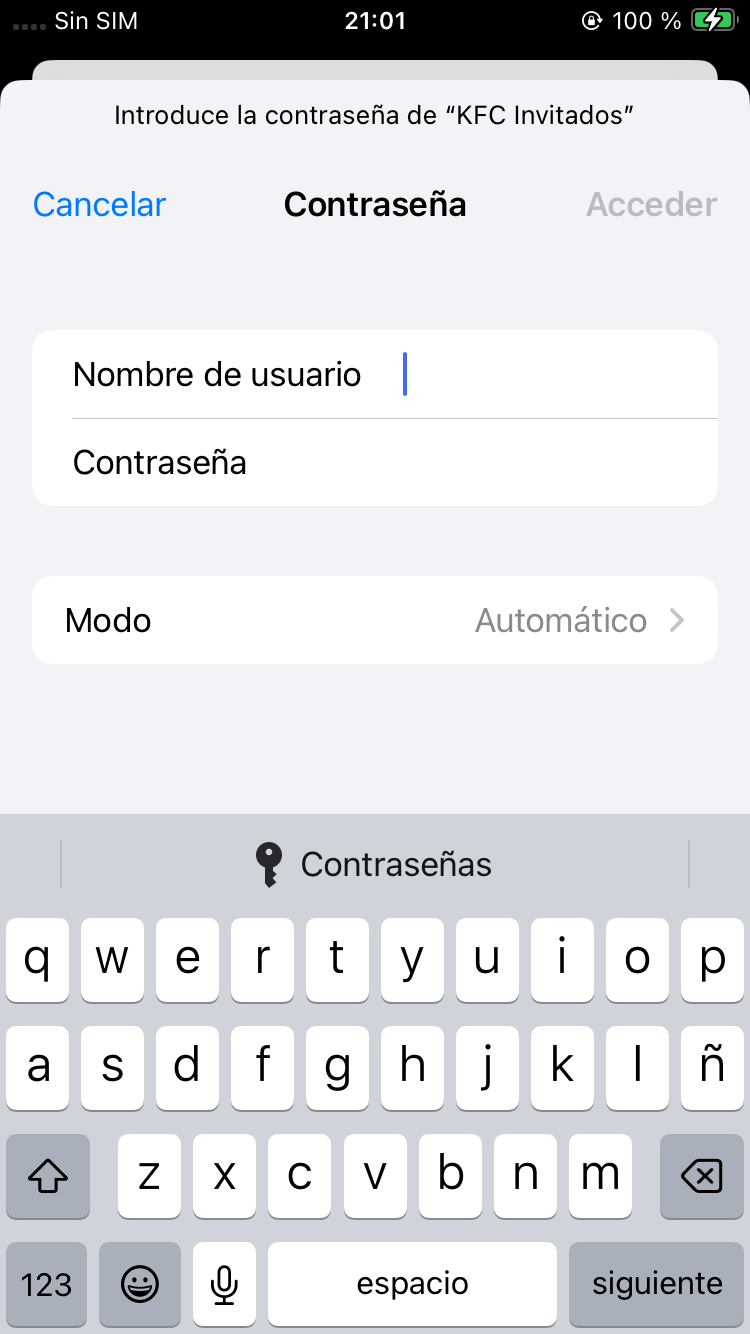 Sin SIM 21:01 100 %
Introduce la contraseña de “KFC Invitados”
Cancelar Contraseña Acceder
Nombre de usuario
Contraseña
Modo Automático
Contraseñas
q w e r t y u i o p
a s d f g h j k l ñ
z x c v b n m
123 espacio siguiente